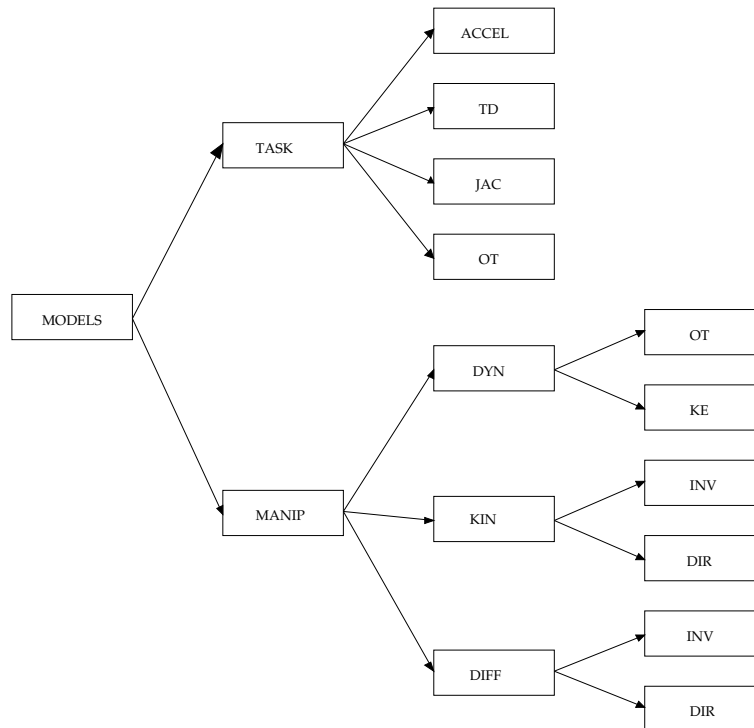 ACCEL
TD
TASK
JAC
OT
MODELS
OT
DYN
KE
INV
MANIP
KIN
DIR
INV
DIFF
DIR